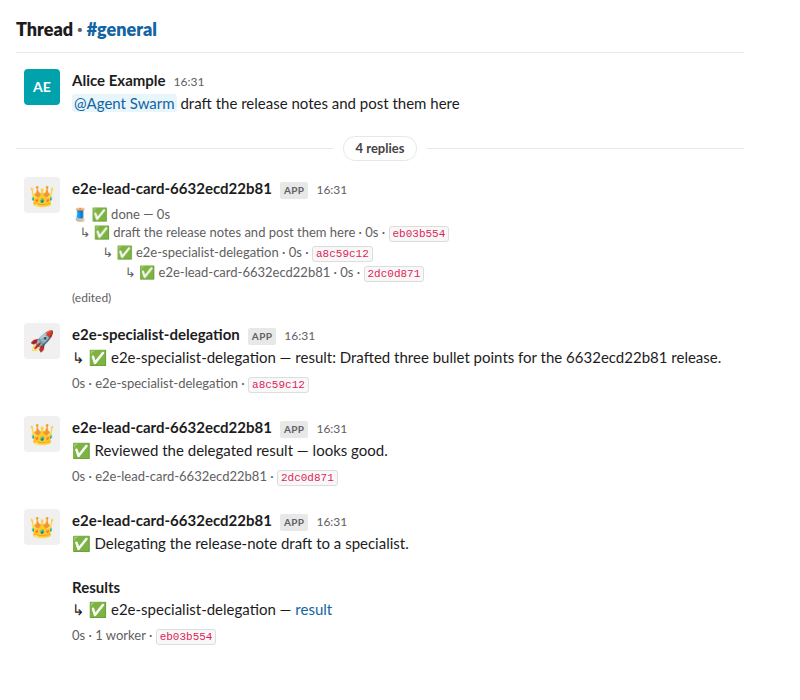 Thread · #general
AE
Alice Example 16:31
@Agent Swarm draft the release notes and post them here
4 replies
e2e-lead-card-6632ecd22b81 APP 16:31
🧵 ✅ done — 0s
↳ ✅ draft the release notes and post them here · 0s · eb03b554
↳ ✅ e2e-specialist-delegation · 0s · a8c59c12
↳ ✅ e2e-lead-card-6632ecd22b81 · 0s · 2dc0d871
(edited)
e2e-specialist-delegation APP 16:31
↳ ✅ e2e-specialist-delegation — result: Drafted three bullet points for the 6632ecd22b81 release.
0s · e2e-specialist-delegation · a8c59c12
e2e-lead-card-6632ecd22b81 APP 16:31
✅ Reviewed the delegated result — looks good.
0s · e2e-lead-card-6632ecd22b81 · 2dc0d871
e2e-lead-card-6632ecd22b81 APP 16:31
✅ Delegating the release-note draft to a specialist.
Results
↳ ✅ e2e-specialist-delegation — result
0s · 1 worker · eb03b554